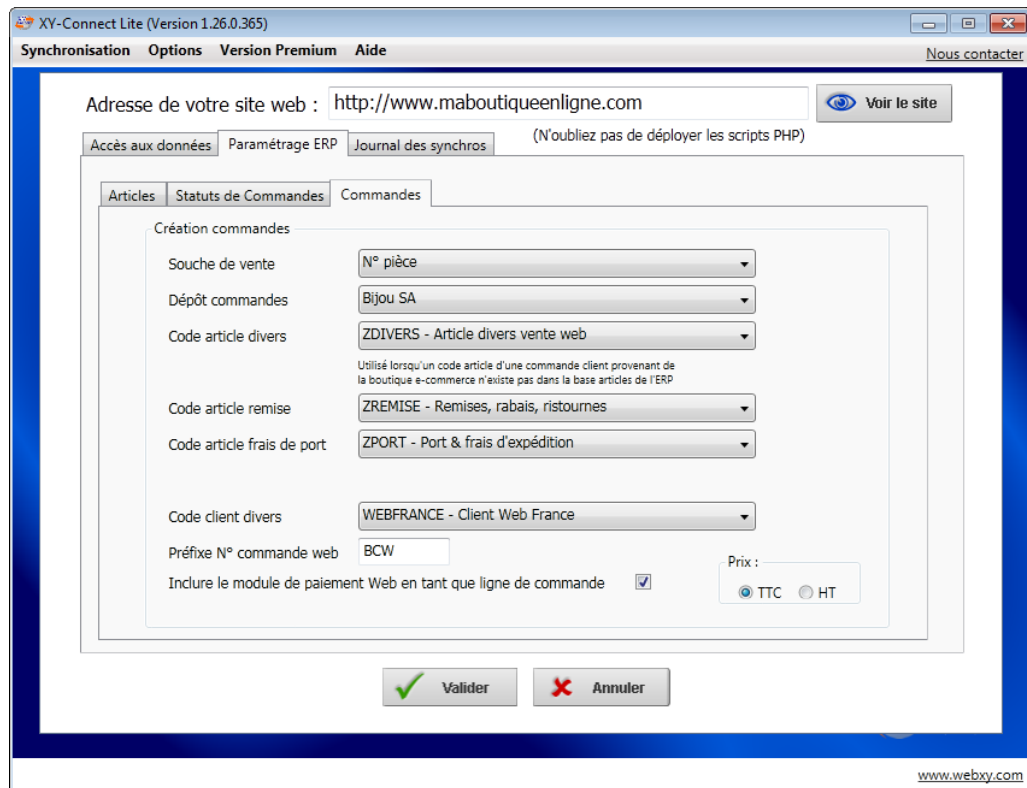 XY-Connect Lite (Version 1.26.0.365)
Synchronisation Options Version Premium Aide
Nous contacter
Adresse de votre site web : http://www.maboutiqueenligne.com Voir le site
(N'oubliez pas de déployer les scripts PHP)
Accès aux données Paramétrage ERP Journal des synchros
Articles Statuts de Commandes Commandes
Création commandes
Souche de vente N° pièce
Dépôt commandes Bijou SA
Code article divers ZDIVERS - Article divers vente web
Utilisé lorsqu'un code article d'une commande client provenant de
la boutique e-commerce n'existe pas dans la base articles de l'ERP
Code article remise ZREMISE - Remises, rabais, ristournes
Code article frais de port ZPORT - Port & frais d'expédition
Code client divers WEBFRANCE - Client Web France
Préfixe N° commande web BCW
Inclure le module de paiement Web en tant que ligne de commande
Prix :
TTC HT
Valider Annuler
www.webxy.com